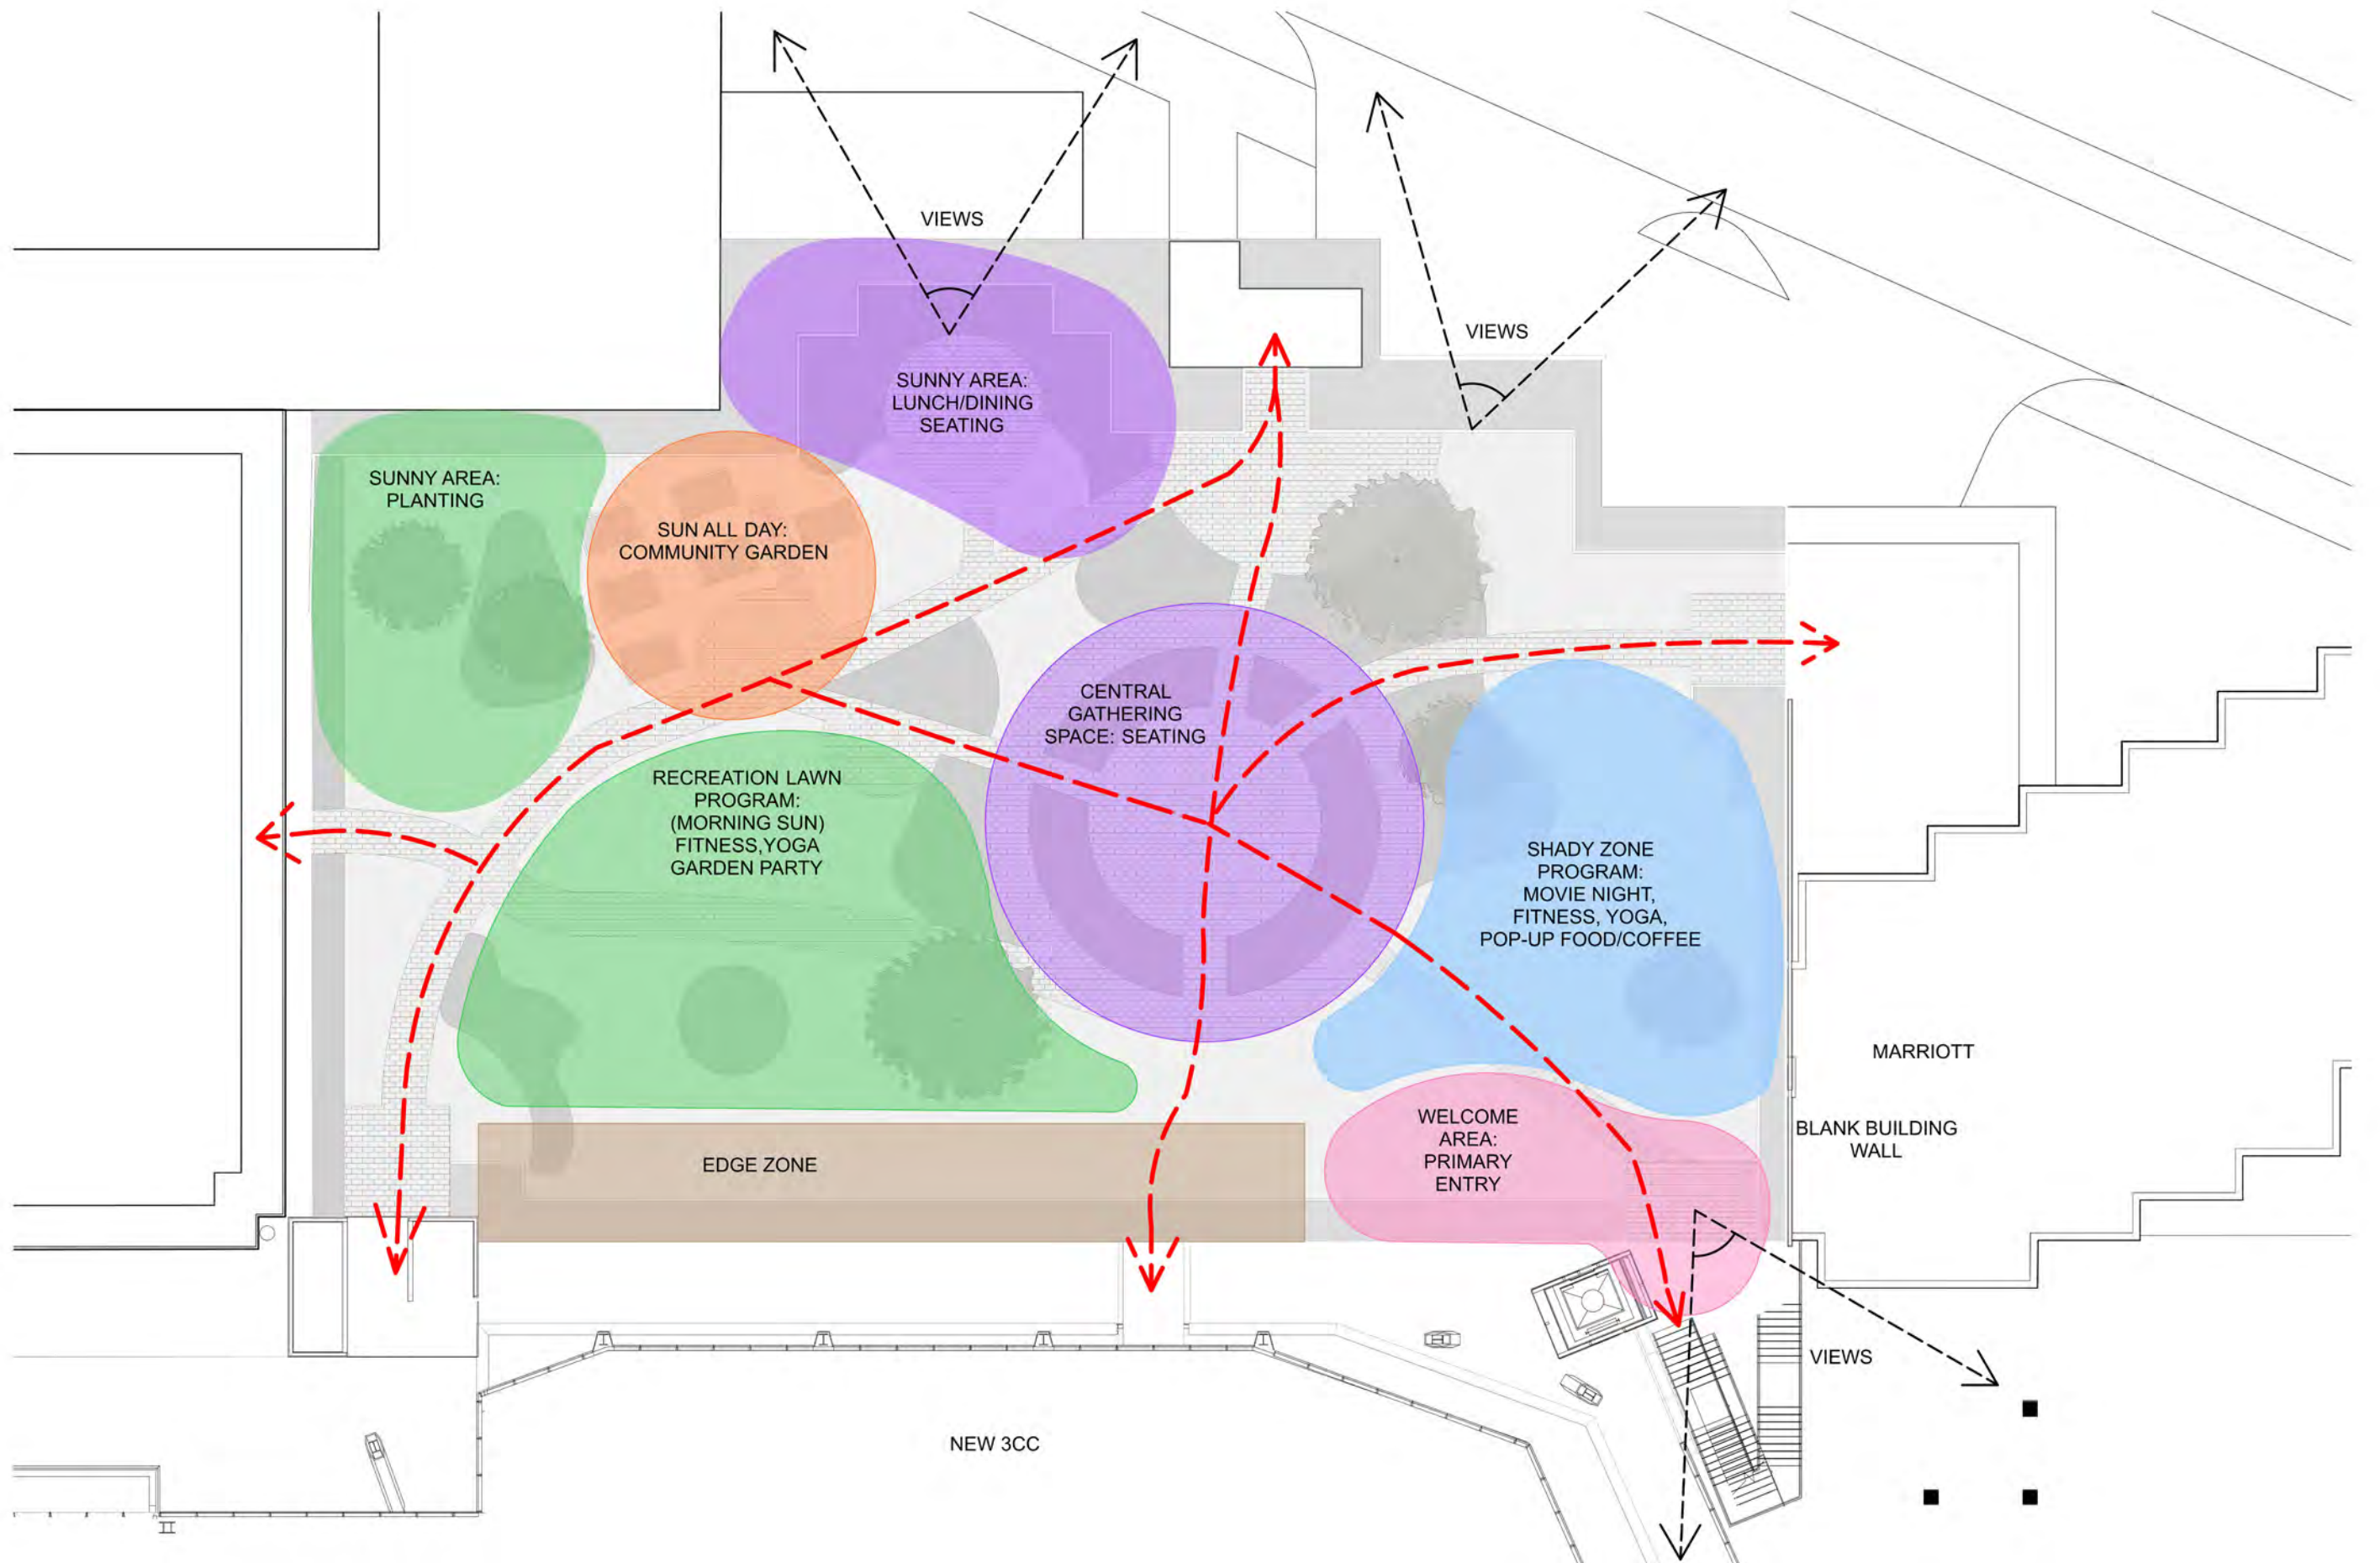 VIEWS
VIEWS
SUNNY AREA:
LUNCH/DINING
SEATING
SUNNY AREA:
PLANTING
SUN ALL DAY:
COMMUNITY GARDEN
CENTRAL
GATHERING
SPACE: SEATING
RECREATION LAWN
PROGRAM:
(MORNING SUN)
FITNESS,YOGA
GARDEN PARTY
SHADY ZONE
PROGRAM:
MOVIE NIGHT,
FITNESS, YOGA,
POP-UP FOOD/COFFEE
MARRIOTT
BLANK BUILDING
WALL
WELCOME
AREA:
PRIMARY
ENTRY
EDGE ZONE
VIEWS
NEW 3CC